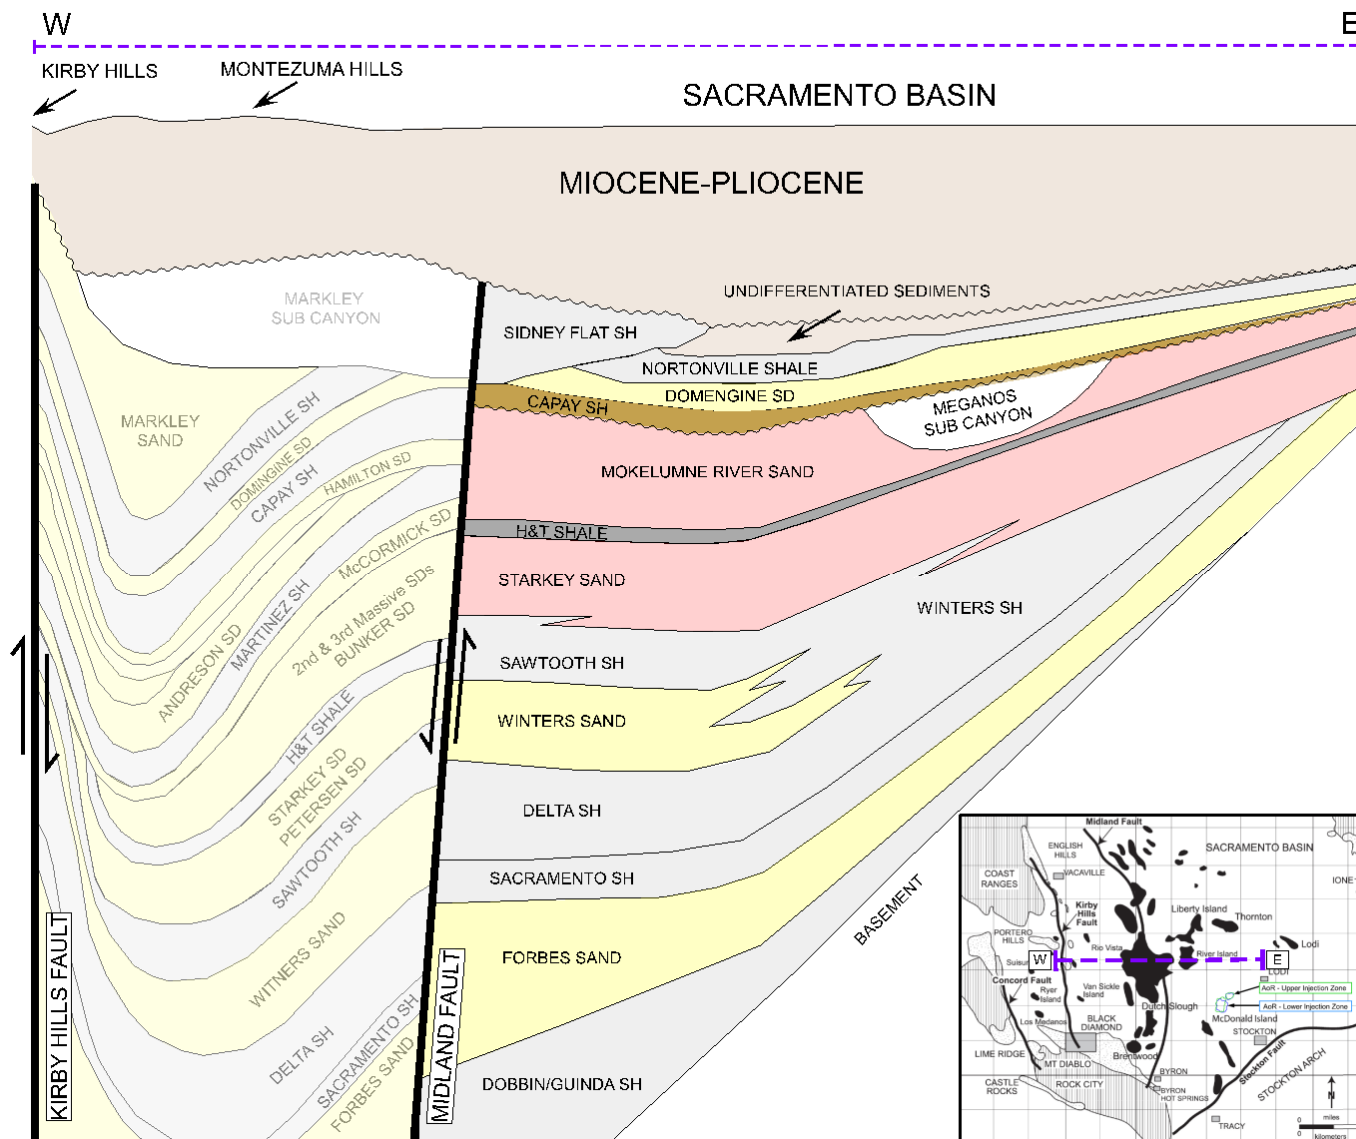 W
E
KIRBY HILLS
MONTEZUMA HILLS
SACRAMENTO BASIN
MIOCENE-PLIOCENE
MARKLEY
SUB CANYON
UNDIFFERENTIATED SEDIMENTS
SIDNEY FLAT SH
NORTONVILLE SHALE
DOMENGINE SD
CAPAY SH
MEGANOS
SUB CANYON
MOKELUMNE RIVER SAND
H&T SHALE
STARKEY SAND
WINTERS SH
SAWTOOTH SH
WINTERS SAND
DELTA SH
SACRAMENTO SH
FORBES SAND
DOBBIN/GUINDA SH
BASEMENT
MARKLEY
SAND
NORTONVILLE SH
DOMINGINE SD
CAPAY SH
HAMILTON SD
McCORMICK SD
MARTINEZ SH
ANDRESON SD
2nd & 3rd Massive SDs
BUNKER SD
H&T SHALE
STARKEY SD
PETERSEN SD
SAWTOOTH SH
WITNERS SAND
DELTA SH
SACRAMENTO SH
FORBES SAND
KIRBY HILLS FAULT
MIDLAND FAULT
Midland Fault
ENGLISH
HILLS
SACRAMENTO BASIN
COAST
RANGES
VACAVILLE
IONE
Kirby
Hills
Fault
Liberty Island
Thornton
PORTERO
HILLS
Rio Vista
River Island
Lodi
W
E
LODI
Concord Fault
Ryer
Island
Van Sickle
Island
AoR - Upper Injection Zone
AoR - Lower Injection Zone
Dutch Slough
McDonald Island
Los Medanos
BLACK
DIAMOND
STOCKTON
LIME RIDGE
MT DIABLO
Brentwood
Stockton Fault
STOCKTON ARCH
CASTLE
ROCKS
ROCK CITY
BYRON
BYRON
HOT SPRINGS
TRACY
N
0
miles
0
kilometers